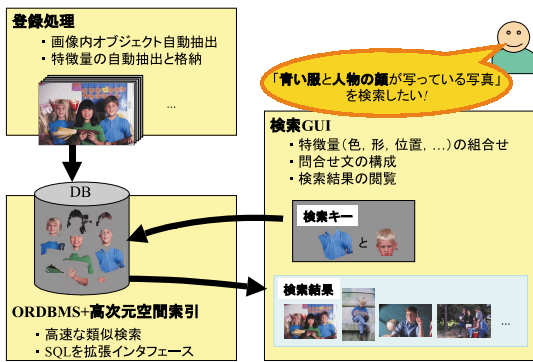 登録処理
・画像内オブジェクト自動抽出
・特徴量の自動抽出と格納
...
「青い服と人物の顔が写っている写真」
を検索したい!
検索GUI
・特徴量(色, 形, 位置, ...)の組合せ
・問合せ文の構成
・検索結果の閲覧
DB
検索キー
と
検索結果
...
ORDBMS+高次元空間索引
・高速な類似検索
・SQLを拡張インタフェース